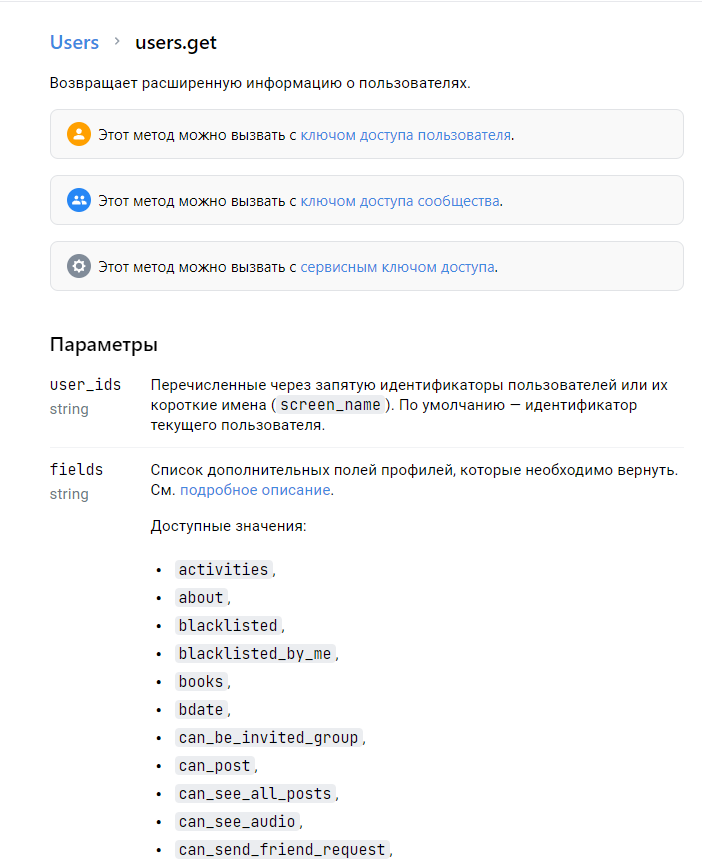 Users > users.get
Возвращает расширенную информацию о пользователях.
Этот метод можно вызвать с ключом доступа пользователя.
Этот метод можно вызвать с ключом доступа сообщества.
Этот метод можно вызвать с сервисным ключом доступа.
Параметры
user_ids
string
Перечисленные через запятую идентификаторы пользователей или их
короткие имена ( screen_name ). По умолчанию — идентификатор
текущего пользователя.
fields
string
Список дополнительных полей профилей, которые необходимо вернуть.
См. подробное описание.
Доступные значения:
• activities,
• about,
• blacklisted,
• blacklisted_by_me,
• books,
• bdate,
• can_be_invited_group,
• can_post,
• can_see_all_posts,
• can_see_audio,
• can_send_friend_request,